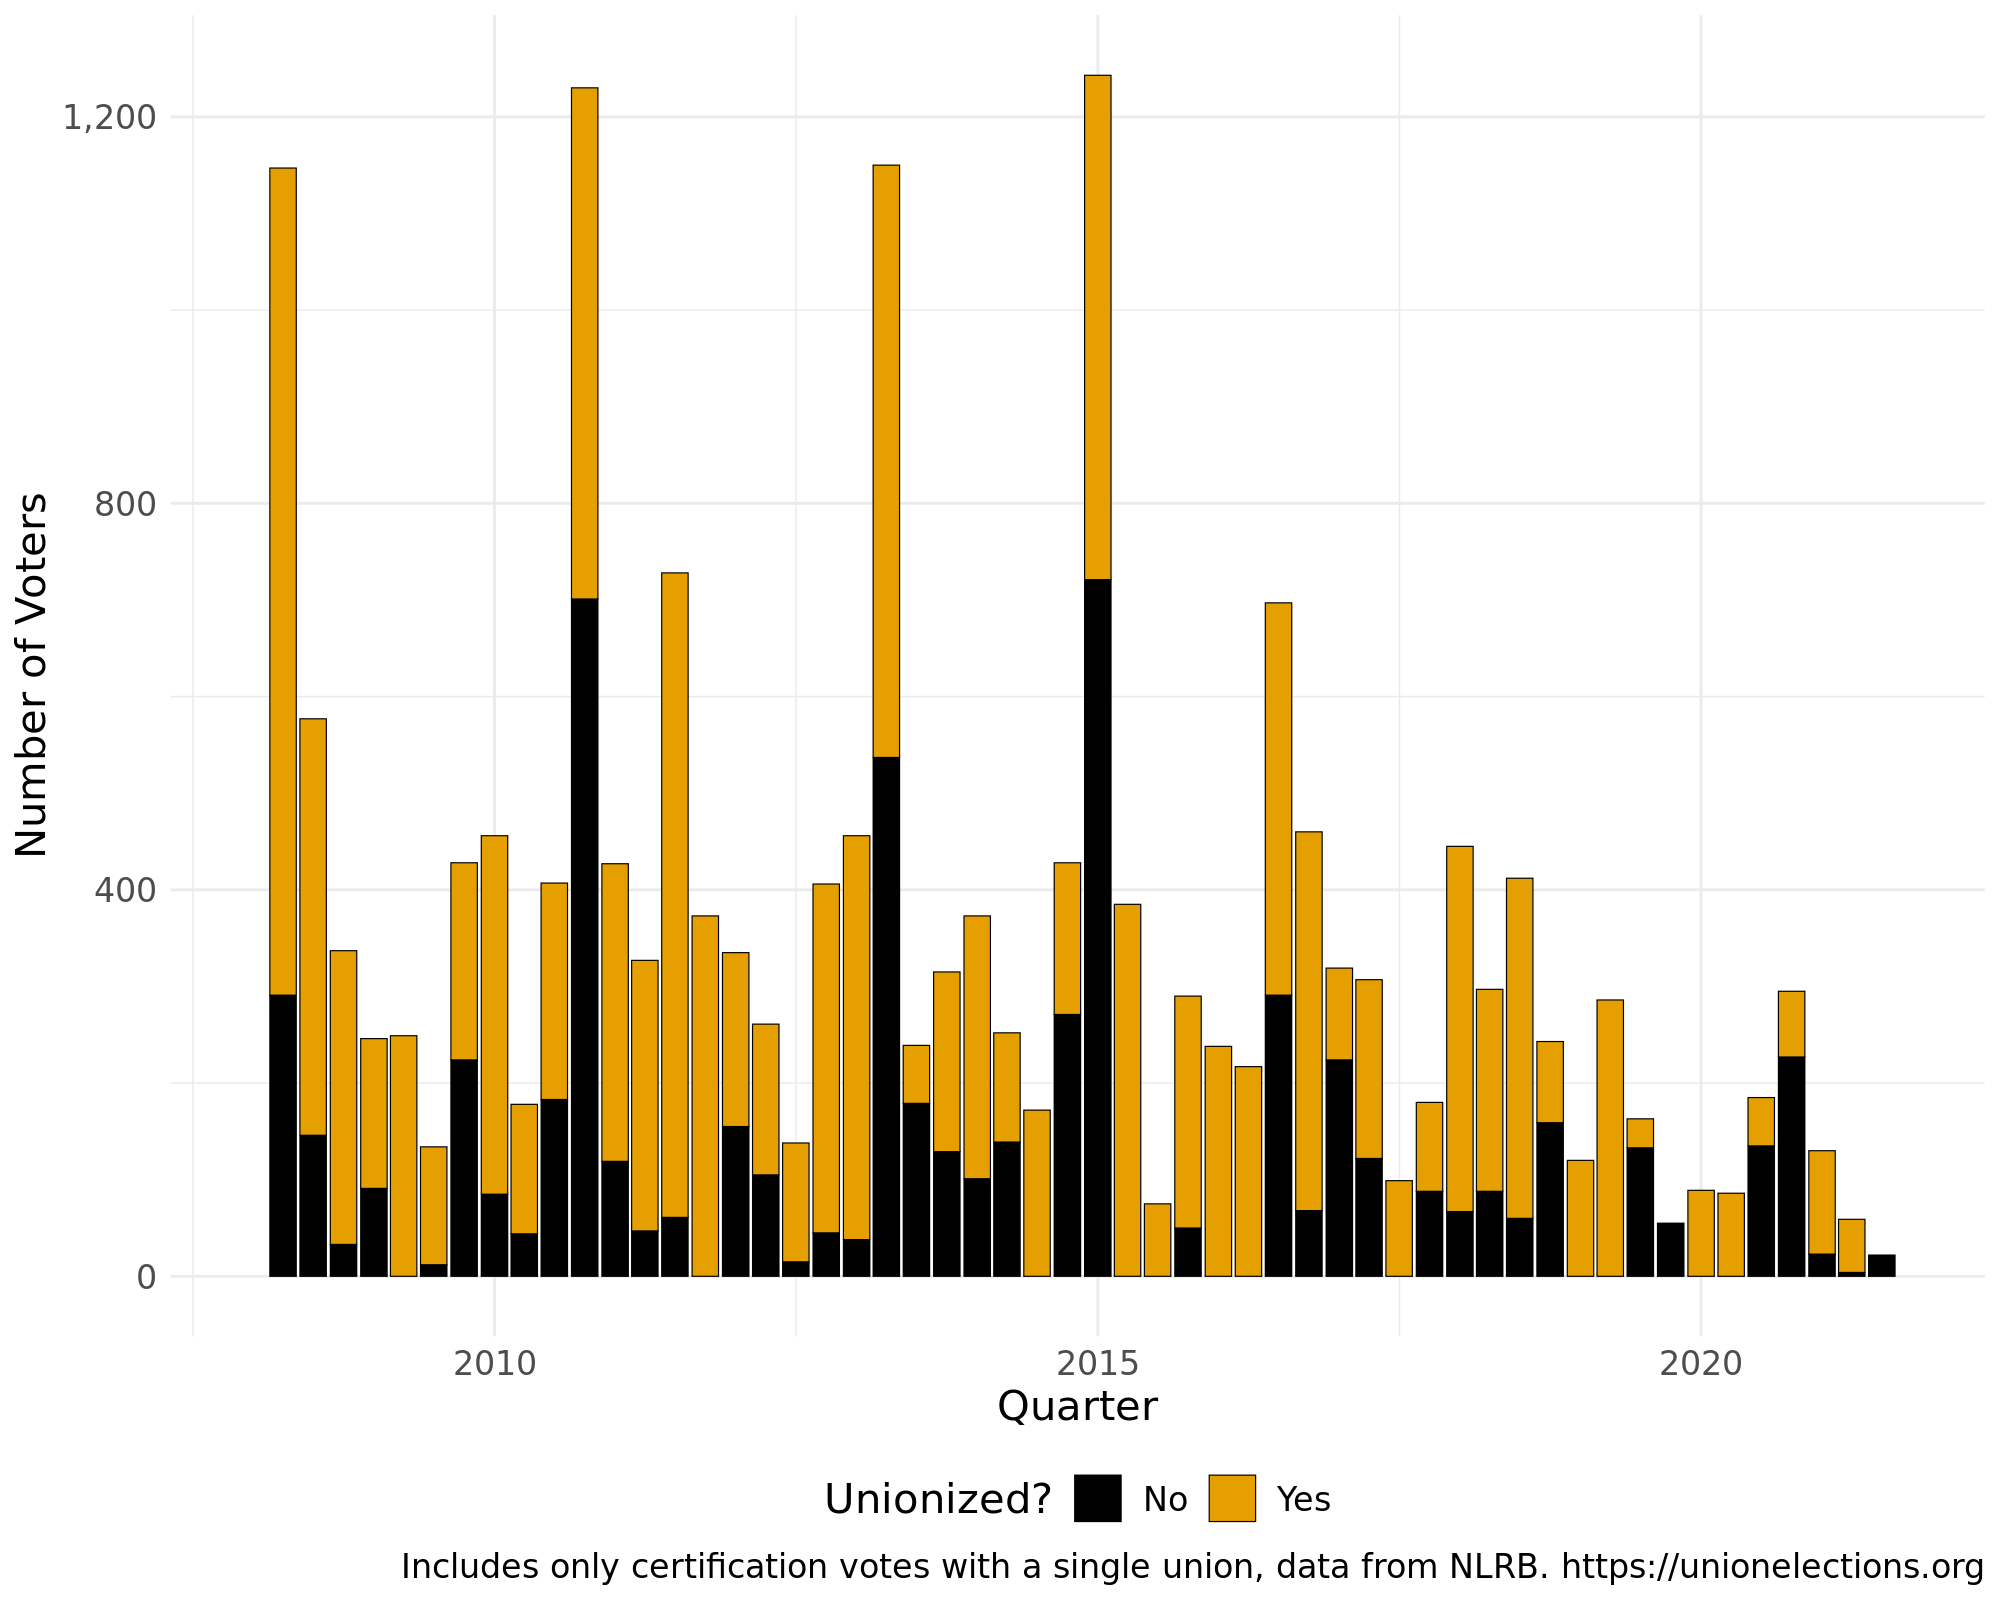 1,200
800
400
0
Number of Voters
2010 2015 2020
Quarter
Unionized? No Yes
Includes only certification votes with a single union, data from NLRB. https://unionelections.org